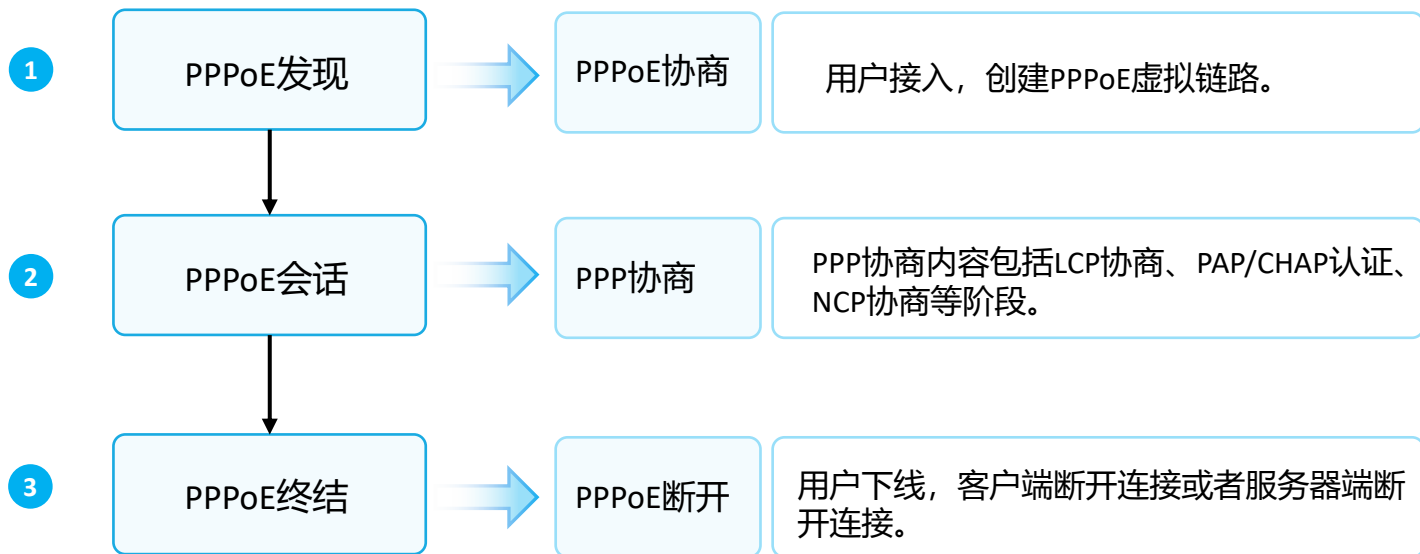 1
PPPoE发现
PPPoE协商
用户接入，创建PPPoE虚拟链路。
2
PPPoE会话
PPP协商
PPP协商内容包括LCP协商、PAP/CHAP认证、
NCP协商等阶段。
3
PPPoE终结
PPPoE断开
用户下线，客户端断开连接或者服务器端断
开连接。